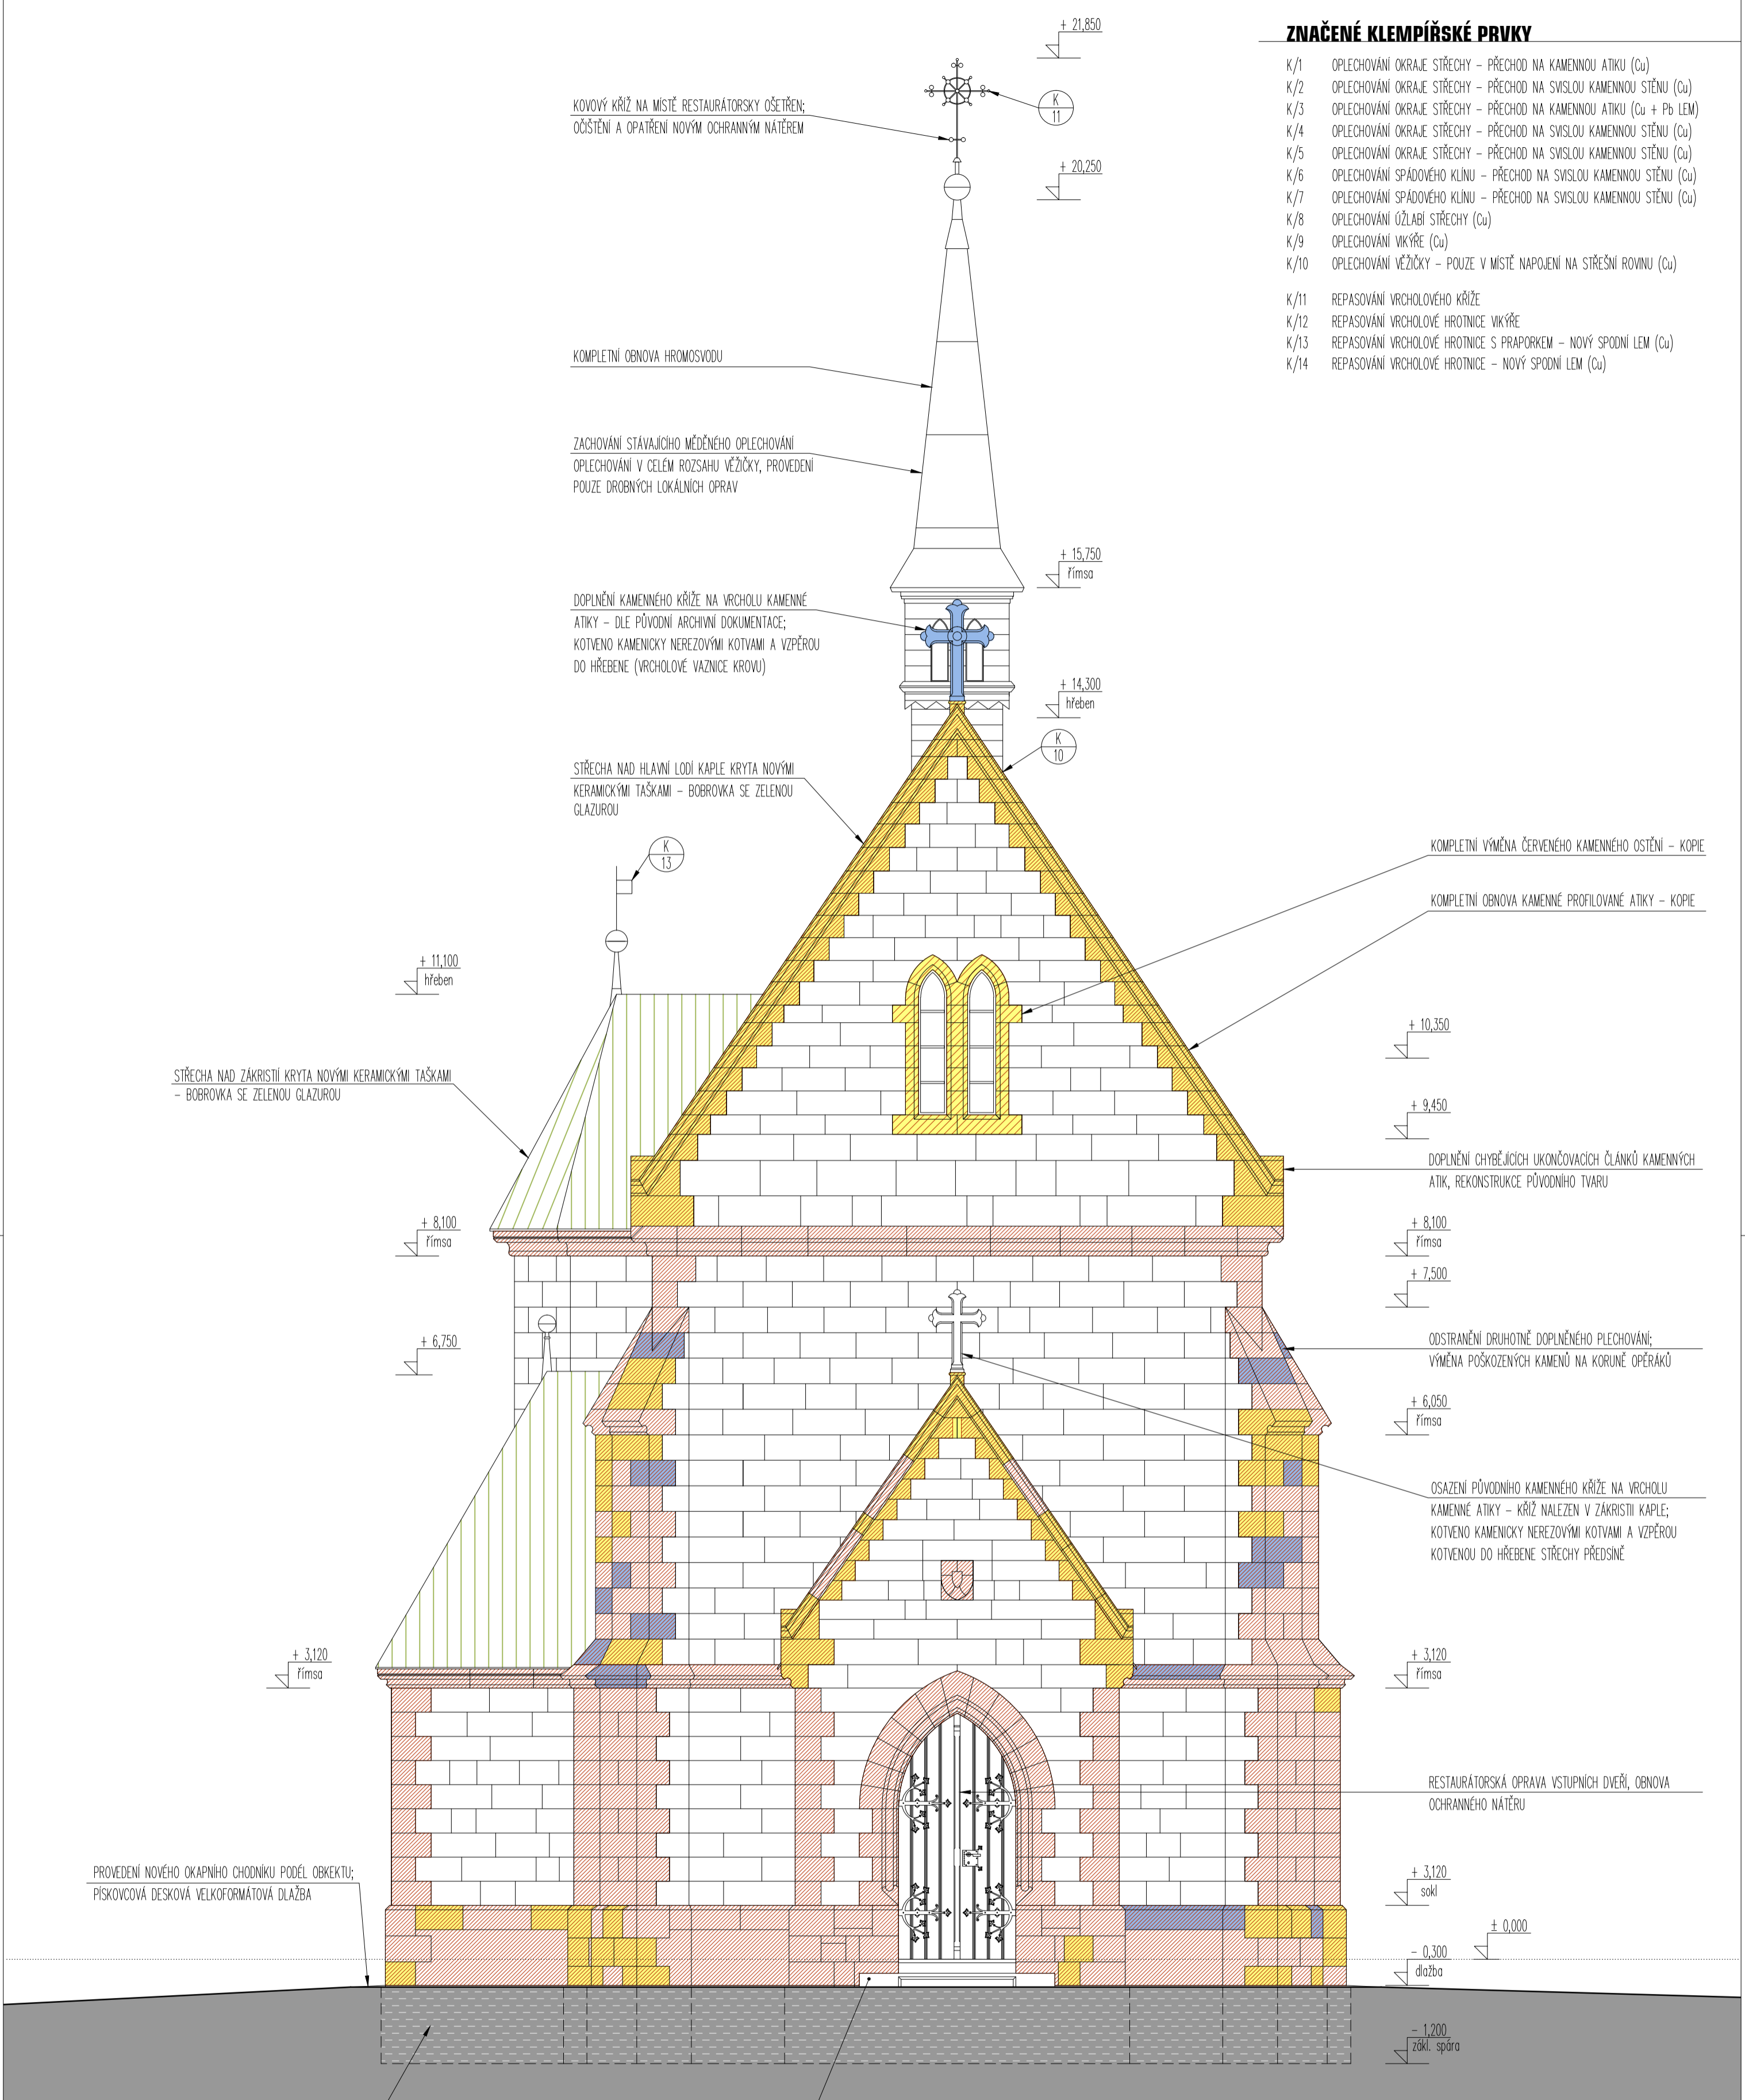 ZNAČENÉ KLEMPÍŘSKÉ PRVKY
K/1 OPLECHOVÁNÍ OKRAJE STŘECHY – PŘECHOD NA KAMENNOU ATIKU (Cu)
K/2 OPLECHOVÁNÍ OKRAJE STŘECHY – PŘECHOD NA SVISLOU KAMENNOU STĚNU (Cu)
K/3 OPLECHOVÁNÍ OKRAJE STŘECHY – PŘECHOD NA KAMENNOU ATIKU (Cu + Pb LEM)
K/4 OPLECHOVÁNÍ OKRAJE STŘECHY – PŘECHOD NA SVISLOU KAMENNOU STĚNU (Cu)
K/5 OPLECHOVÁNÍ OKRAJE STŘECHY – PŘECHOD NA SVISLOU KAMENNOU STĚNU (Cu)
K/6 OPLECHOVÁNÍ SPÁDOVÉHO KLÍNU – PŘECHOD NA SVISLOU KAMENNOU STĚNU (Cu)
K/7 OPLECHOVÁNÍ SPÁDOVÉHO KLÍNU – PŘECHOD NA SVISLOU KAMENNOU STĚNU (Cu)
K/8 OPLECHOVÁNÍ ÚŽLABÍ STŘECHY (Cu)
K/9 OPLECHOVÁNÍ VIKÝŘE (Cu)
K/10 OPLECHOVÁNÍ VĚŽIČKY – POUZE V MÍSTĚ NAPOJENÍ NA STŘEŠNÍ ROVINU (Cu)
K/11 REPASOVÁNÍ VRCHOLOVÉHO KŘÍŽE
K/12 REPASOVÁNÍ VRCHOLOVÉ HROTNICE VIKÝŘE
K/13 REPASOVÁNÍ VRCHOLOVÉ HROTNICE S PRAPORKEM – NOVÝ SPODNÍ LEM (Cu)
K/14 REPASOVÁNÍ VRCHOLOVÉ HROTNICE – NOVÝ SPODNÍ LEM (Cu)
+ 21,850
KOVOVÝ KŘÍŽ NA MÍSTĚ RESTAURÁTORSKY OŠETŘEN;
OČIŠTĚNÍ A OPATŘENÍ NOVÝM OCHRANNÝM NÁTĚREM
K
11
+ 20,250
KOMPLETNÍ OBNOVA HROMOSVODU
ZACHOVÁNÍ STÁVAJÍCÍHO MĚDĚNÉHO OPLECHOVÁNÍ
OPLECHOVÁNÍ V CELÉM ROZSAHU VĚŽIČKY, PROVEDENÍ
POUZE DROBNÝCH LOKÁLNÍCH OPRAV
+ 15,750
římsa
DOPLNĚNÍ KAMENNÉHO KŘÍŽE NA VRCHOLU KAMENNÉ
ATIKY – DLE PŮVODNÍ ARCHIVNÍ DOKUMENTACE;
KOTVENO KAMENICKY NEREZOVÝMI KOTVAMI A VZPĚROU
DO HŘEBENE (VRCHOLOVÉ VAZNICE KROVU)
+ 14,300
hřeben
K
10
STŘECHA NAD HLAVNÍ LODÍ KAPLE KRYTA NOVÝMI
KERAMICKÝMI TAŠKAMI – BOBROVKA SE ZELENOU
GLAZUROU
K
13
KOMPLETNÍ VÝMĚNA ČERVENÉHO KAMENNÉHO OSTĚNÍ – KOPIE
KOMPLETNÍ OBNOVA KAMENNÉ PROFILOVANÉ ATIKY – KOPIE
+ 11,100
hřeben
+ 10,350
STŘECHA NAD ZÁKRISTIÍ KRYTA NOVÝMI KERAMICKÝMI TAŠKAMI
– BOBROVKA SE ZELENOU GLAZUROU
+ 9,450
DOPLNĚNÍ CHYBĚJÍCÍCH UKONČOVACÍCH ČLÁNKŮ KAMENNÝCH
ATIK, REKONSTRUKCE PŮVODNÍHO TVARU
+ 8,100
římsa
+ 8,100
římsa
+ 7,500
+ 6,750
ODSTRANĚNÍ DRUHOTNĚ DOPLNĚNÉHO PLECHOVÁNÍ;
VÝMĚNA POŠKOZENÝCH KAMENŮ NA KORUNĚ OPĚRÁKŮ
+ 6,050
římsa
OSAZENÍ PŮVODNÍHO KAMENNÉHO KŘÍŽE NA VRCHOLU
KAMENNÉ ATIKY – KŘÍŽ NALEZEN V ZÁKRISTII KAPLE;
KOTVENO KAMENICKY NEREZOVÝMI KOTVAMI A VZPĚROU
KOTVENOU DO HŘEBENE STŘECHY PŘEDSÍNĚ
+ 3,120
římsa
+ 3,120
římsa
RESTAURÁTORSKÁ OPRAVA VSTUPNÍCH DVEŘÍ, OBNOVA
OCHRANNÉHO NÁTĚRU
PROVEDENÍ NOVÉHO OKAPNÍHO CHODNÍKU PODÉL OBKEKTU;
PÍSKOVCOVÁ DESKOVÁ VELKOFORMÁTOVÁ DLAŽBA
+ 3,120
sokl
± 0,000
– 0,300
dlažba
– 1,200
zákl. spára